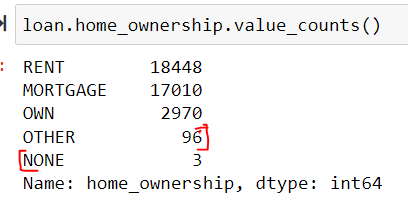 loan.home_ownership.value_counts()
RENT 18448
MORTGAGE 17010
OWN 2970
OTHER 96
NONE 3
Name: home_ownership, dtype: int64